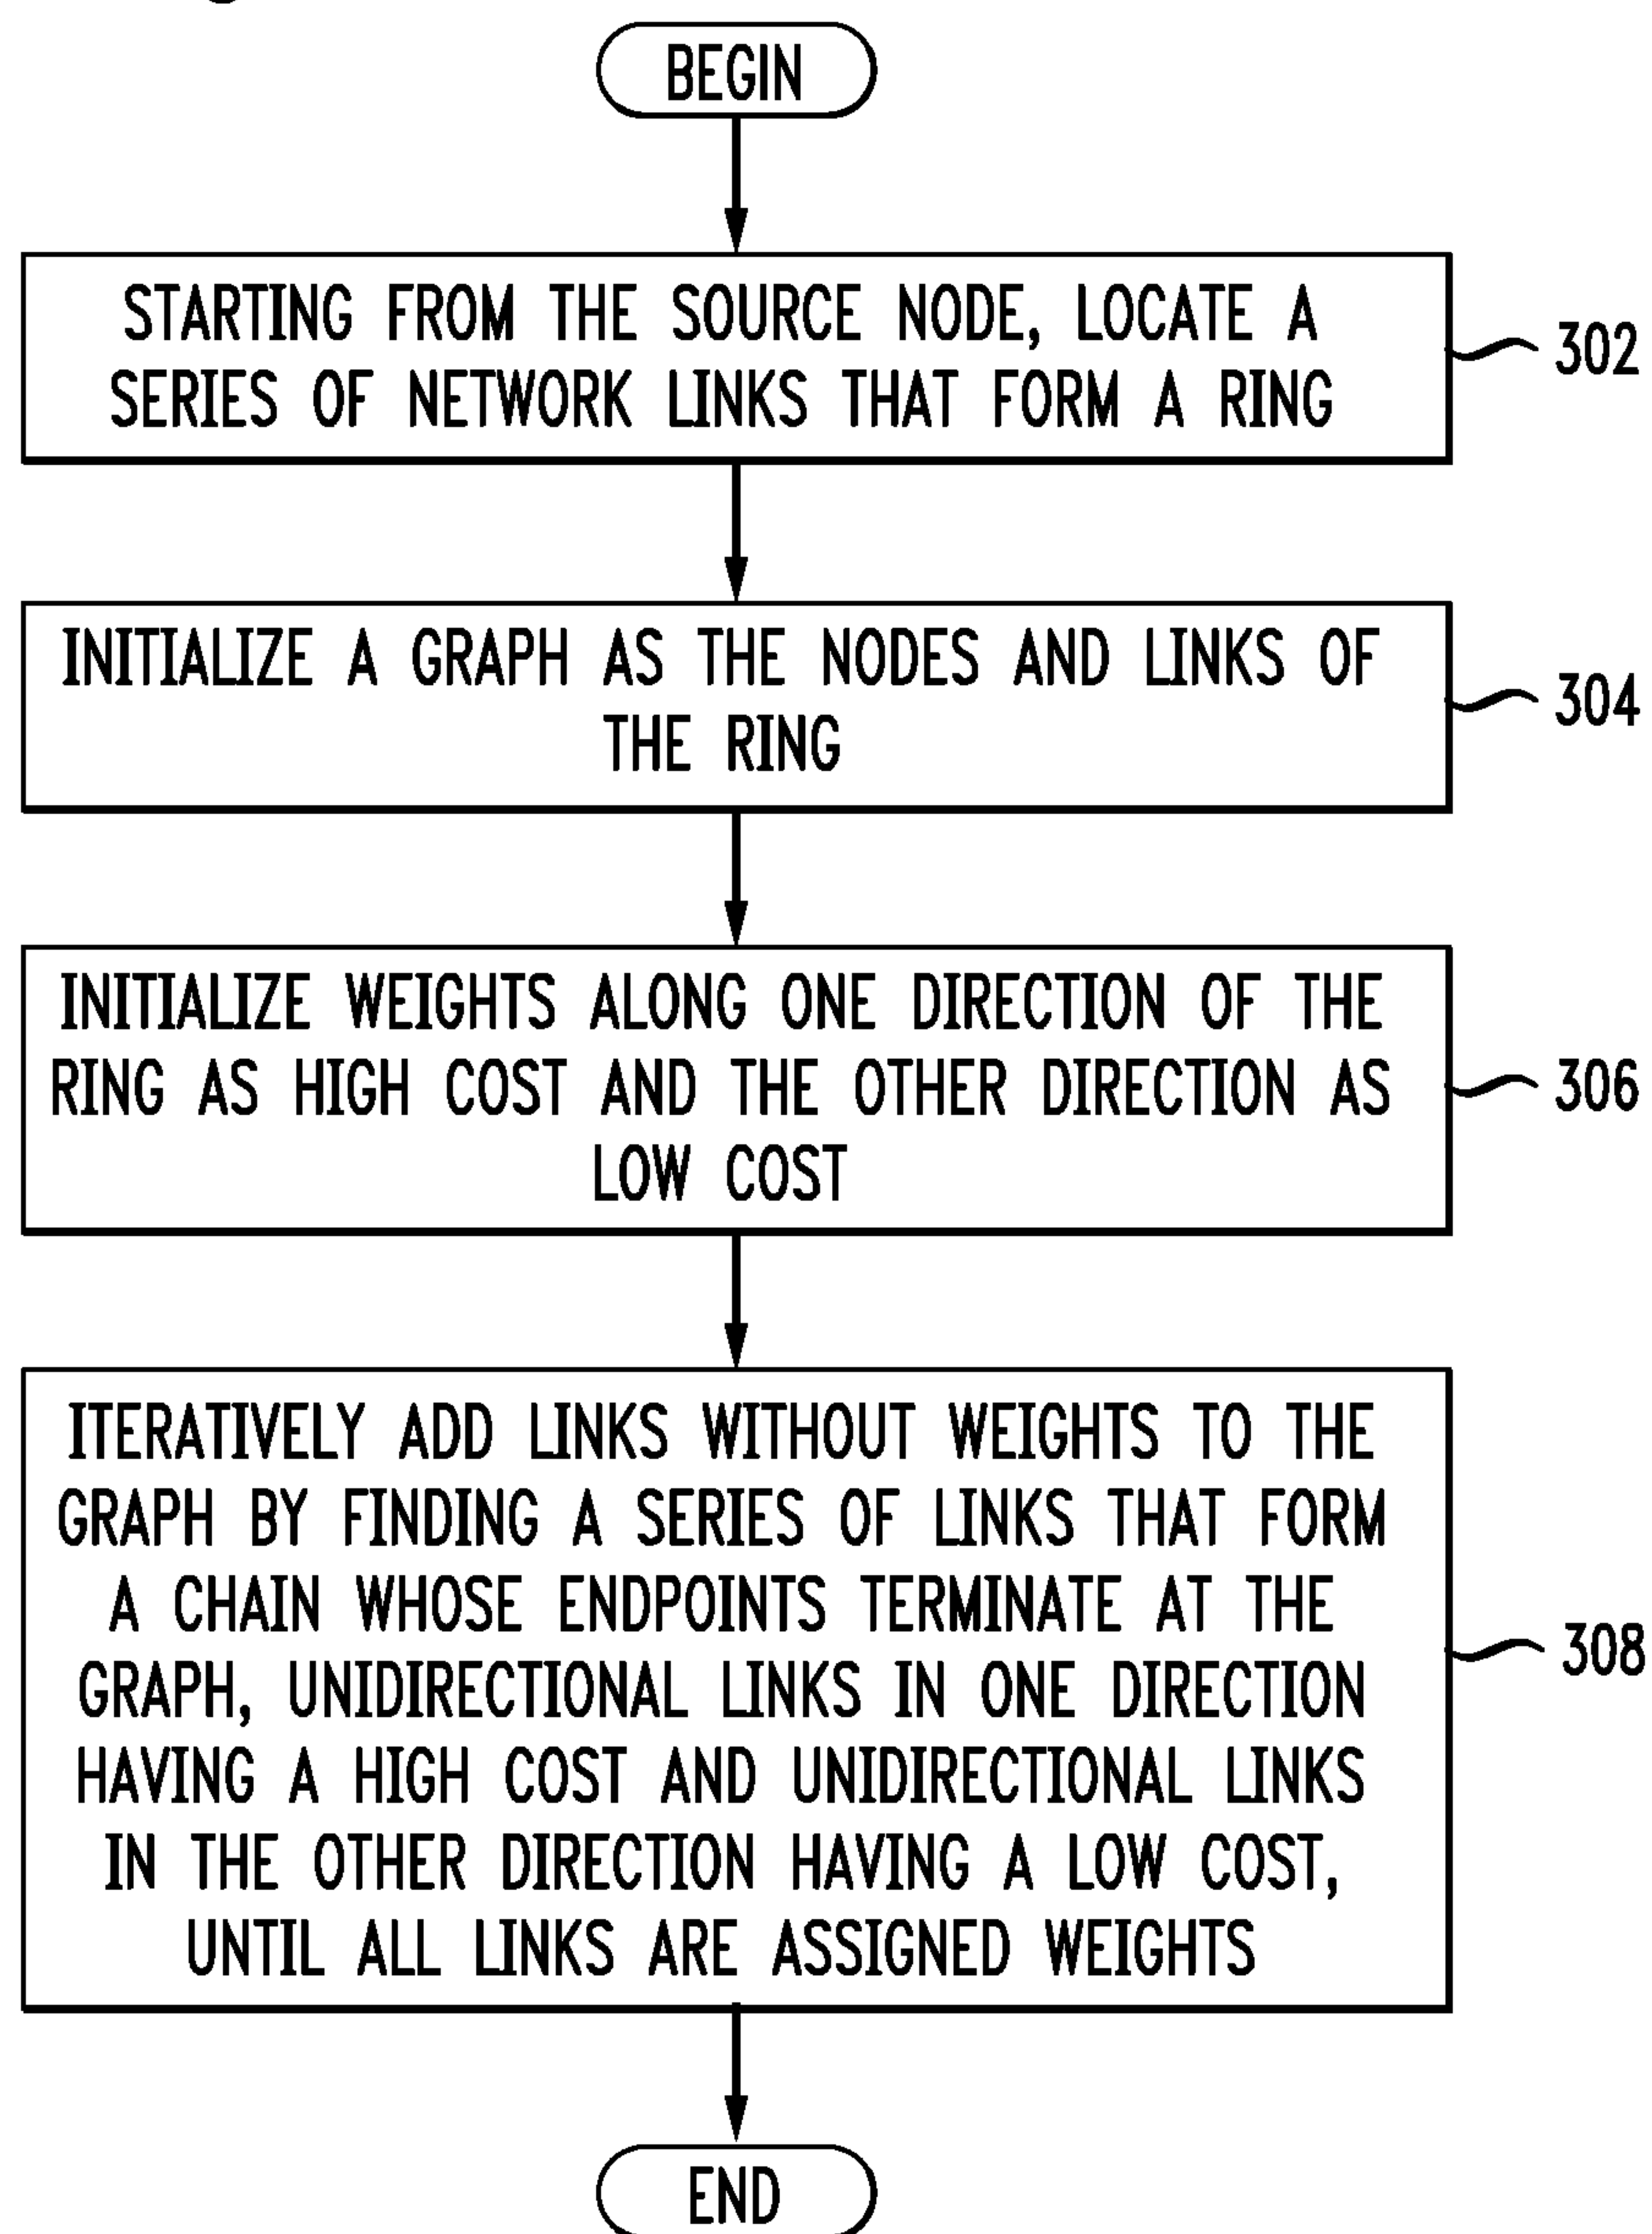 BEGIN
STARTING FROM THE SOURCE NODE, LOCATE A
SERIES OF NETWORK LINKS THAT FORM A RING
302
INITIALIZE A GRAPH AS THE NODES AND LINKS OF
THE RING
304
INITIALIZE WEIGHTS ALONG ONE DIRECTION OF THE
RING AS HIGH COST AND THE OTHER DIRECTION AS
LOW COST
306
ITERATIVELY ADD LINKS WITHOUT WEIGHTS TO THE
GRAPH BY FINDING A SERIES OF LINKS THAT FORM
A CHAIN WHOSE ENDPOINTS TERMINATE AT THE
GRAPH, UNIDIRECTIONAL LINKS IN ONE DIRECTION
HAVING A HIGH COST AND UNIDIRECTIONAL LINKS
IN THE OTHER DIRECTION HAVING A LOW COST,
UNTIL ALL LINKS ARE ASSIGNED WEIGHTS
308
END